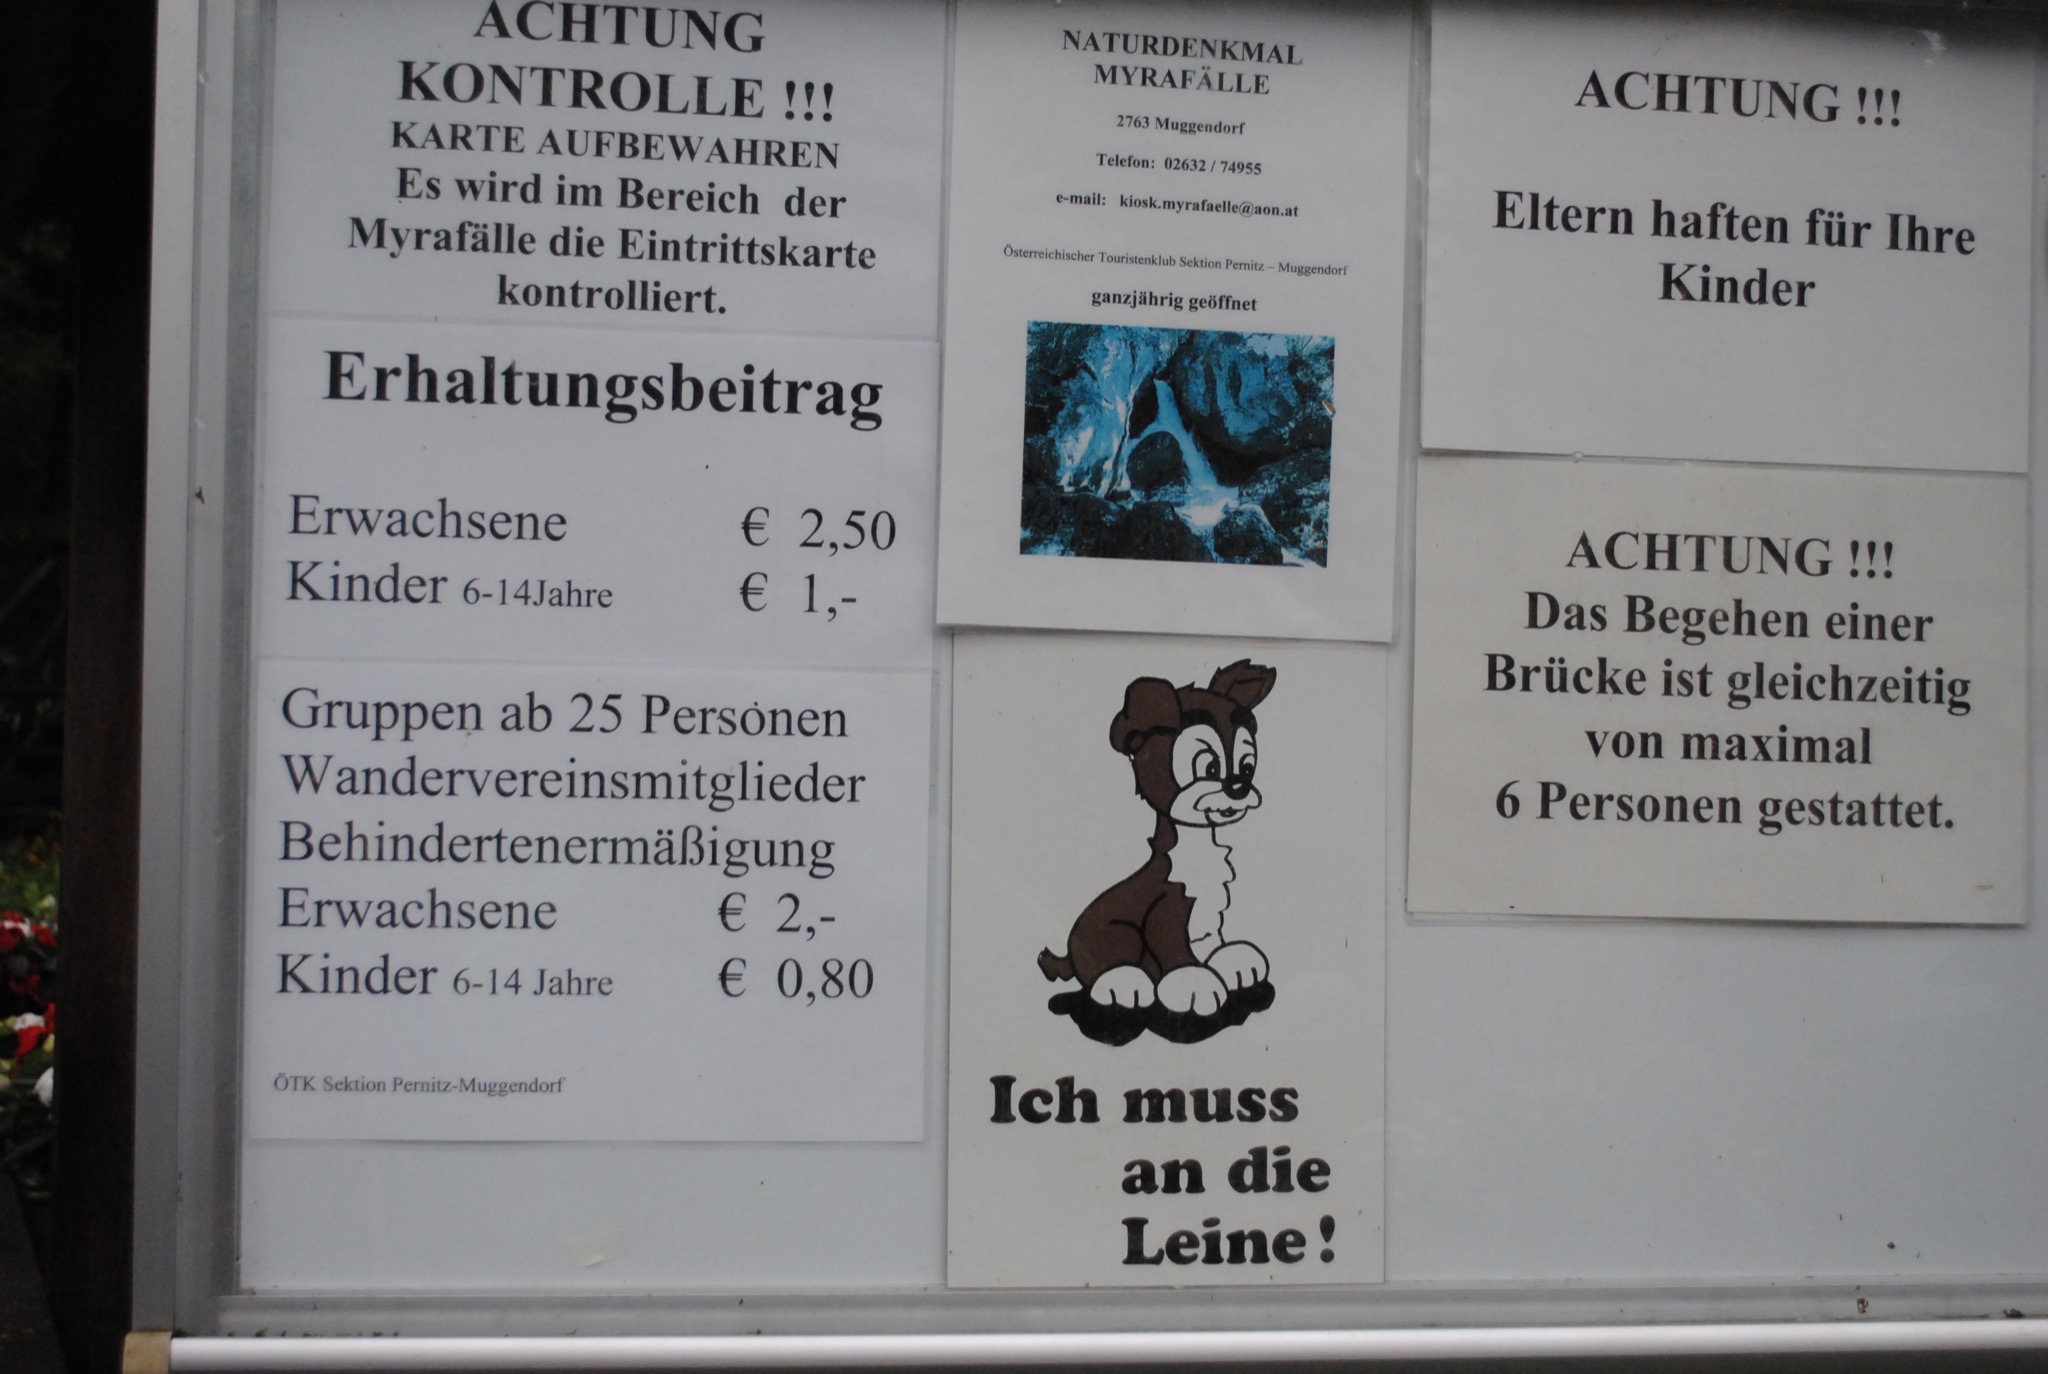 ACHTUNG
KONTROLLE !!!
KARTE AUFBEWAHREN
Es wird im Bereich der
Myrafälle die Eintrittskarte
kontrolliert.
Erhaltungsbeitrag
Erwachsene € 2,50
Kinder 6-14Jahre € 1,-
Gruppen ab 25 Personen
Wandervereinsmitglieder
Behindertenermäßigung
Erwachsene € 2,-
Kinder 6-14 Jahre € 0,80
ÖTK Sektion Pernitz-Muggendorf
NATURDENKMAL
MYRAFÄLLE
2763 Muggendorf
Telefon: 02632 / 74955
e-mail: kiosk.myrafaelle@aon.at
Österreichischer Touristenklub Sektion Pernitz – Muggendorf
ganzjährig geöffnet
Ich muss
an die
Leine!
ACHTUNG !!!
Eltern haften für Ihre
Kinder
ACHTUNG !!!
Das Begehen einer
Brücke ist gleichzeitig
von maximal
6 Personen gestattet.